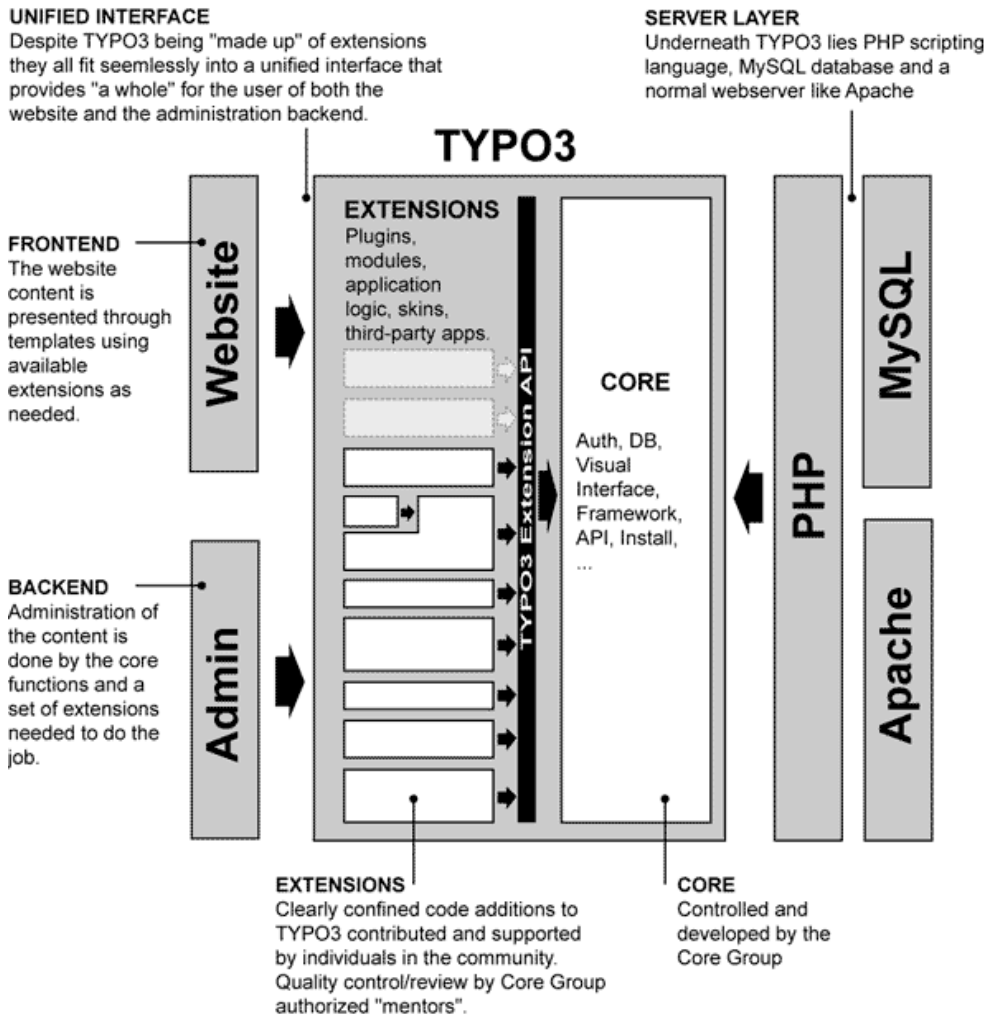 UNIFIED INTERFACE
Despite TYPO3 being "made up" of extensions
they all fit seemlessly into a unified interface that
provides "a whole" for the user of both the
website and the administration backend.
SERVER LAYER
Underneath TYPO3 lies PHP scripting
language, MySQL database and a
normal webserver like Apache
TYPO3
FRONTEND
The website
content is
presented through
templates using
available
extensions as
needed.
Website
EXTENSIONS
Plugins,
modules,
application
logic, skins,
third-party apps.
TYPO3 Extension API
CORE
Auth, DB,
Visual
Interface,
Framework,
API, Install,
...
PHP
MySQL
Apache
BACKEND
Administration of
the content is
done by the core
functions and a
set of extensions
needed to do the
job.
Admin
EXTENSIONS
Clearly confined code additions to
TYPO3 contributed and supported
by individuals in the community.
Quality control/review by Core Group
authorized "mentors".
CORE
Controlled and
developed by the
Core Group